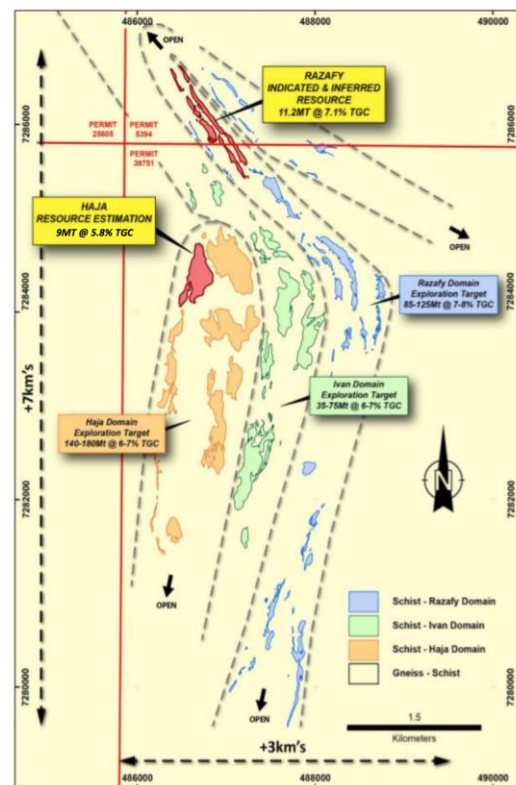 486000
488000
490000
OPEN
RAZAFY
INDICATED & INFERRED
RESOURCE
11.2MT @ 7.1% TGC
7286000
7286000
PERMIT
25605
PERMIT
5394
PERMIT
39751
HAJA
RESOURCE ESTIMATION
9MT @ 5.8% TGC
OPEN
7284000
7284000
Razafy Domain
Exploration Target
85-125Mt @ 7-8% TGC
+7km's
Ivan Domain
Exploration Target
35-75Mt @ 6-7% TGC
Haja Domain
Exploration Target
140-180Mt @ 6-7% TGC
N
7282000
7282000
OPEN
Schist - Razafy Domain
Schist - Ivan Domain
Schist - Haja Domain
Gneiss - Schist
7280000
7280000
OPEN
1.5
Kilometers
+3km's
486000
488000
490000